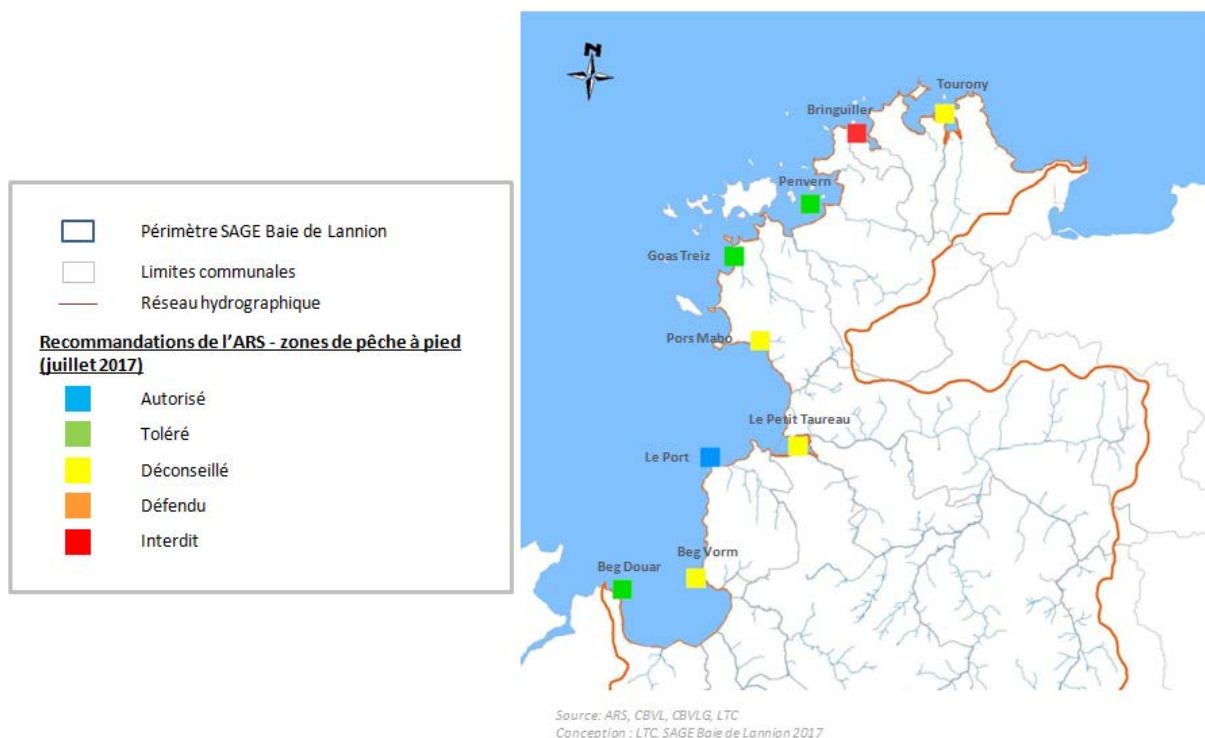 N
Tourony
Bringuiller
Penvern
Goas Treiz
Pors Mabo
Le Petit Taureau
Le Port
Beg Vorm
Beg Douar
Périmètre SAGE Baie de Lannion
Limites communales
Réseau hydrographique
Recommandations de l'ARS - zones de pêche à pied
(juillet 2017)
Autorisé
Toléré
Déconseillé
Défendu
Interdit
Source: ARS, CBVL, CBVLG, LTC
Conception : LTC, SAGE Baie de Lannion 2017